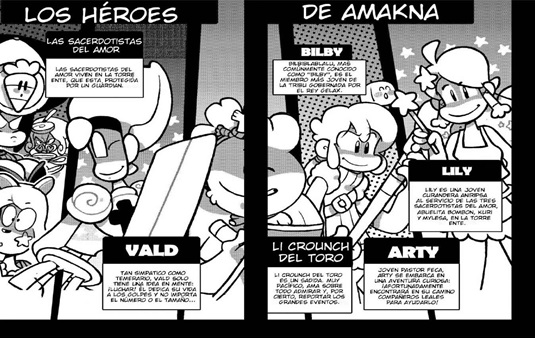 LOS HÉROES
DE AMAKNA
LAS SACERDOTISTAS
DEL AMOR
LAS SACERDOTISTAS DEL
AMOR VIVEN EN LA TORRE
ENTE, QUE ESTÁ PROTEGIDA
POR UN GUARDIAN.
VALD
TAN SIMPATICO COMO
TEMERARIO, VALD SOLO
TIENE UNA IDEA EN MENTE:
¡LUCHAR! ÉL DEDICA SU VIDA
A LOS GOLPES Y NO IMPORTA
EL NÚMERO O EL TAMAÑO...
BILBY
BILBISBLABLALU, MAS
COMÚNMENTE CONOCIDO
COMO "BILBY", ES EL
MIEMBRO MÁS JOVEN DE
LA TRIBU GOBERNADA POR
EL REY GELAX.
LILY
LILY ES UNA JOVEN
CURANDERA ANIRIPSA
AL SERVICIO DE LAS TRES
SACERDOTISTAS DEL AMOR,
ABUELITA BOMBON, KURI
Y MYLESA, EN LA TORRE
ENTE.
LI CROUNCH
DEL TORO
LI CROUNCH DEL TORO
ES UN SADIDA. MUY
PACÍFICO, AMA SOBRE
TODO ADMIRAR Y, POR
CIERTO, REPORTAR LOS
GRANDES EVENTOS.
ARTY
JOVEN PASTOR FECA,
ARTY SE EMBARCA EN
UNA AVENTURA CURIOSA:
¡AFORTUNADAMENTE
ENCONTRARÁ EN SU CAMINO
COMPAÑEROS LEALES
PARA AYUDARLO!